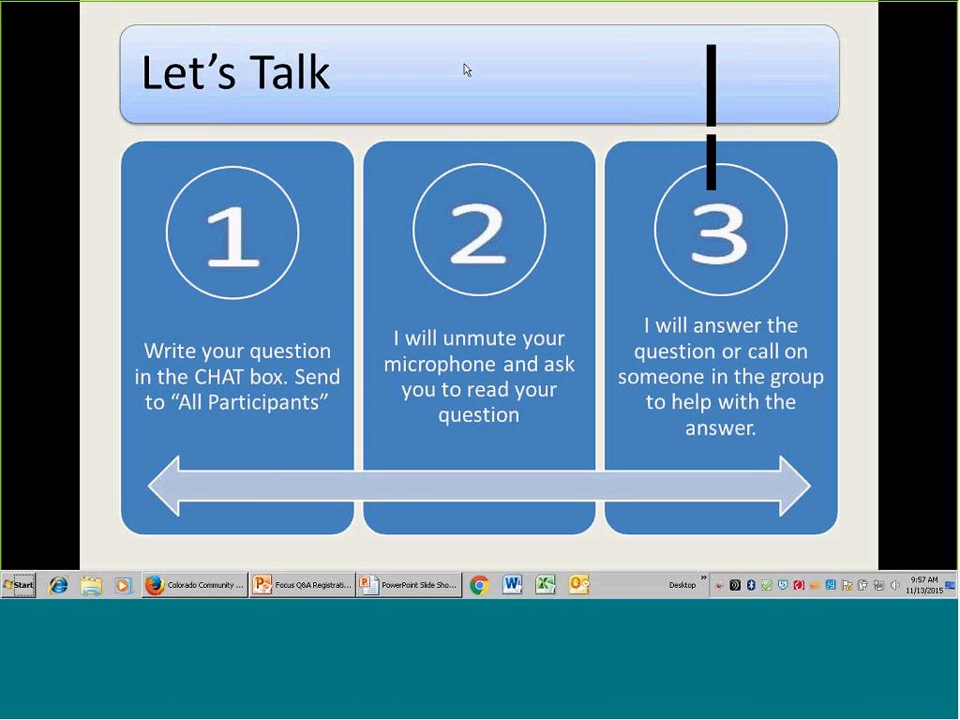 Let's Talk
1
Write your question
in the CHAT box. Send
to “All Participants”
2
I will unmute your
microphone and ask
you to read your
question
3
I will answer the
question or call on
someone in the group
to help with the
answer.
Start
Colorado Community ...
Focus Q&A Registrati...
PowerPoint Slide Sho...
Desktop
9:57 AM
11/13/2015